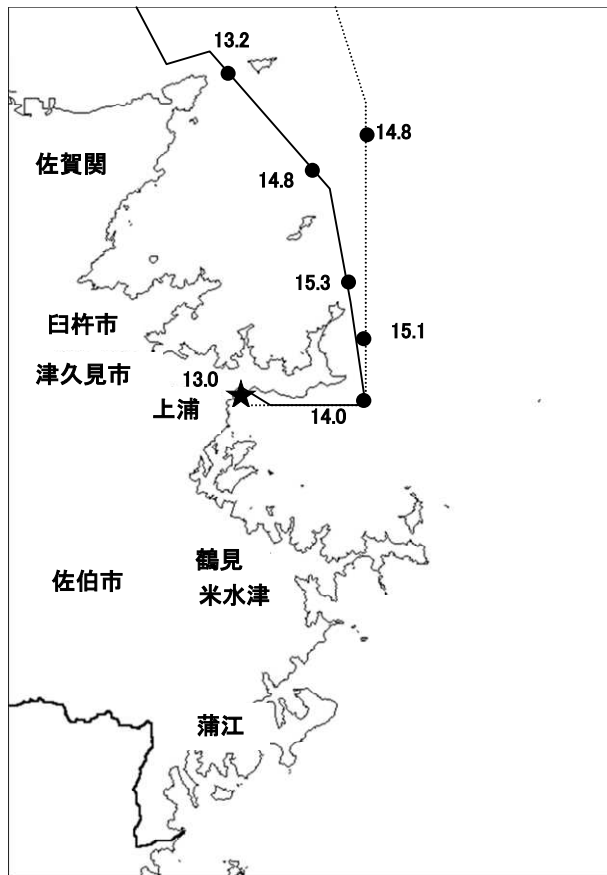 13.2
14.8
佐賀関
14.8
15.3
臼杵市
15.1
津久見市
13.0
上浦
14.0
鶴見
佐伯市
米水津
蒲江